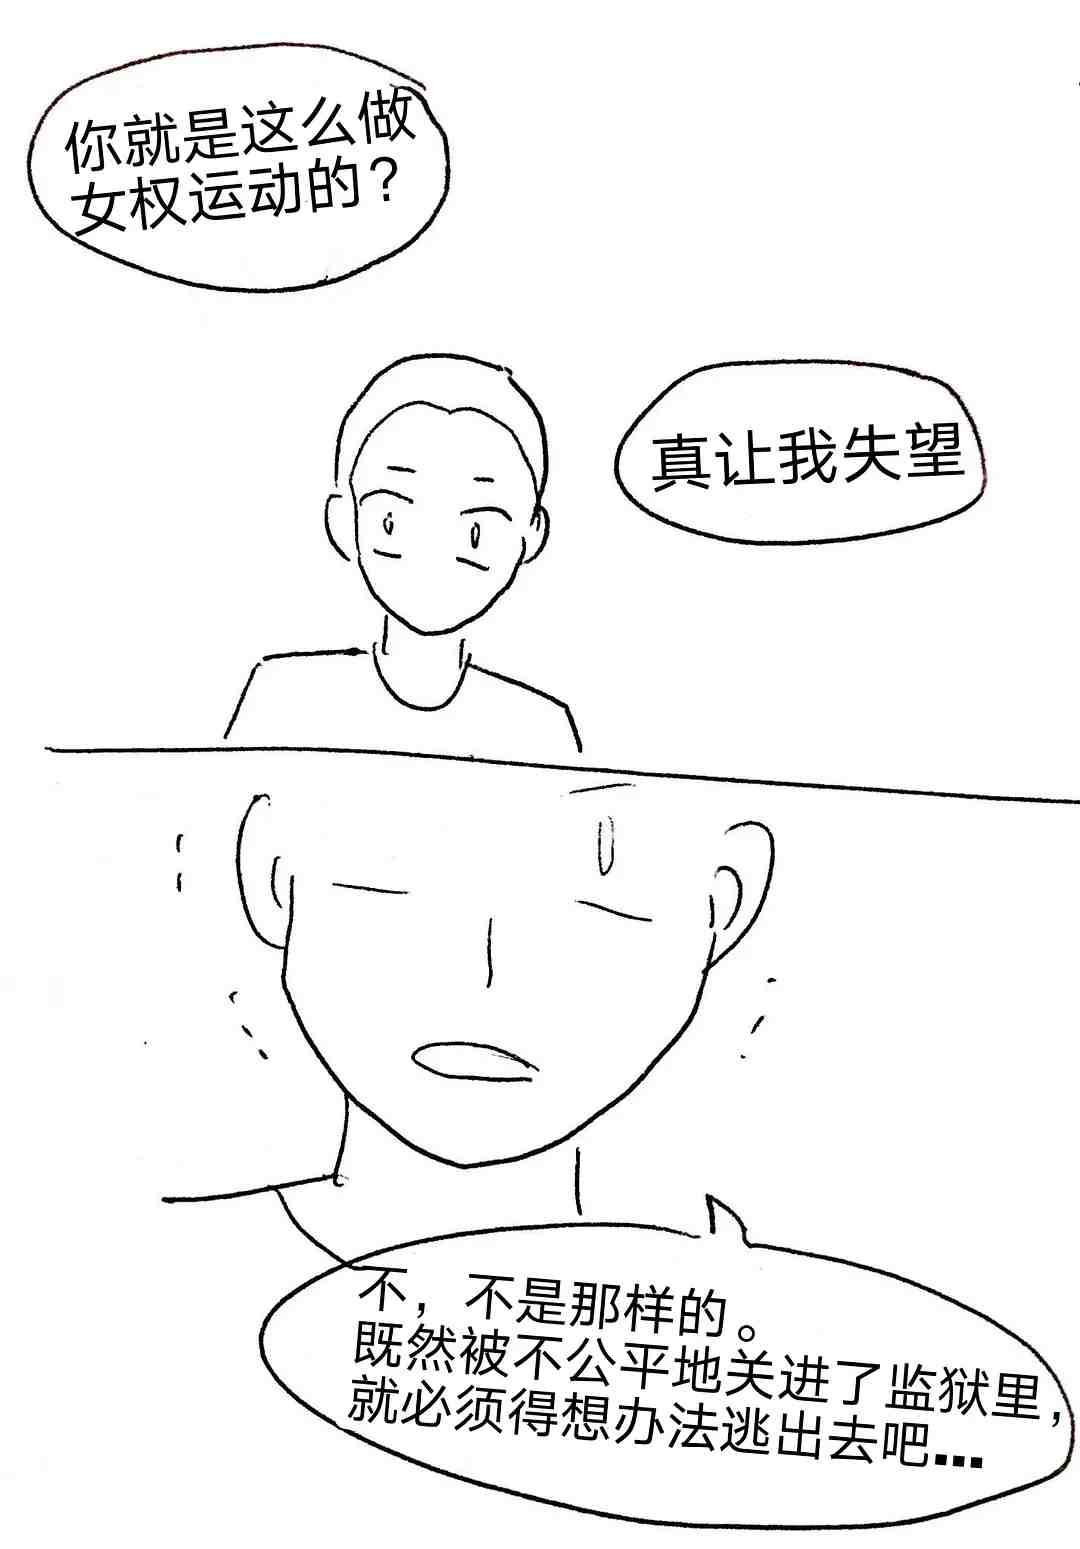 你就是这么做
女权运动的？
真让我失望
不，不是那样的。
既然被不公平地关进了监狱里，
就必须得想办法逃出去吧...